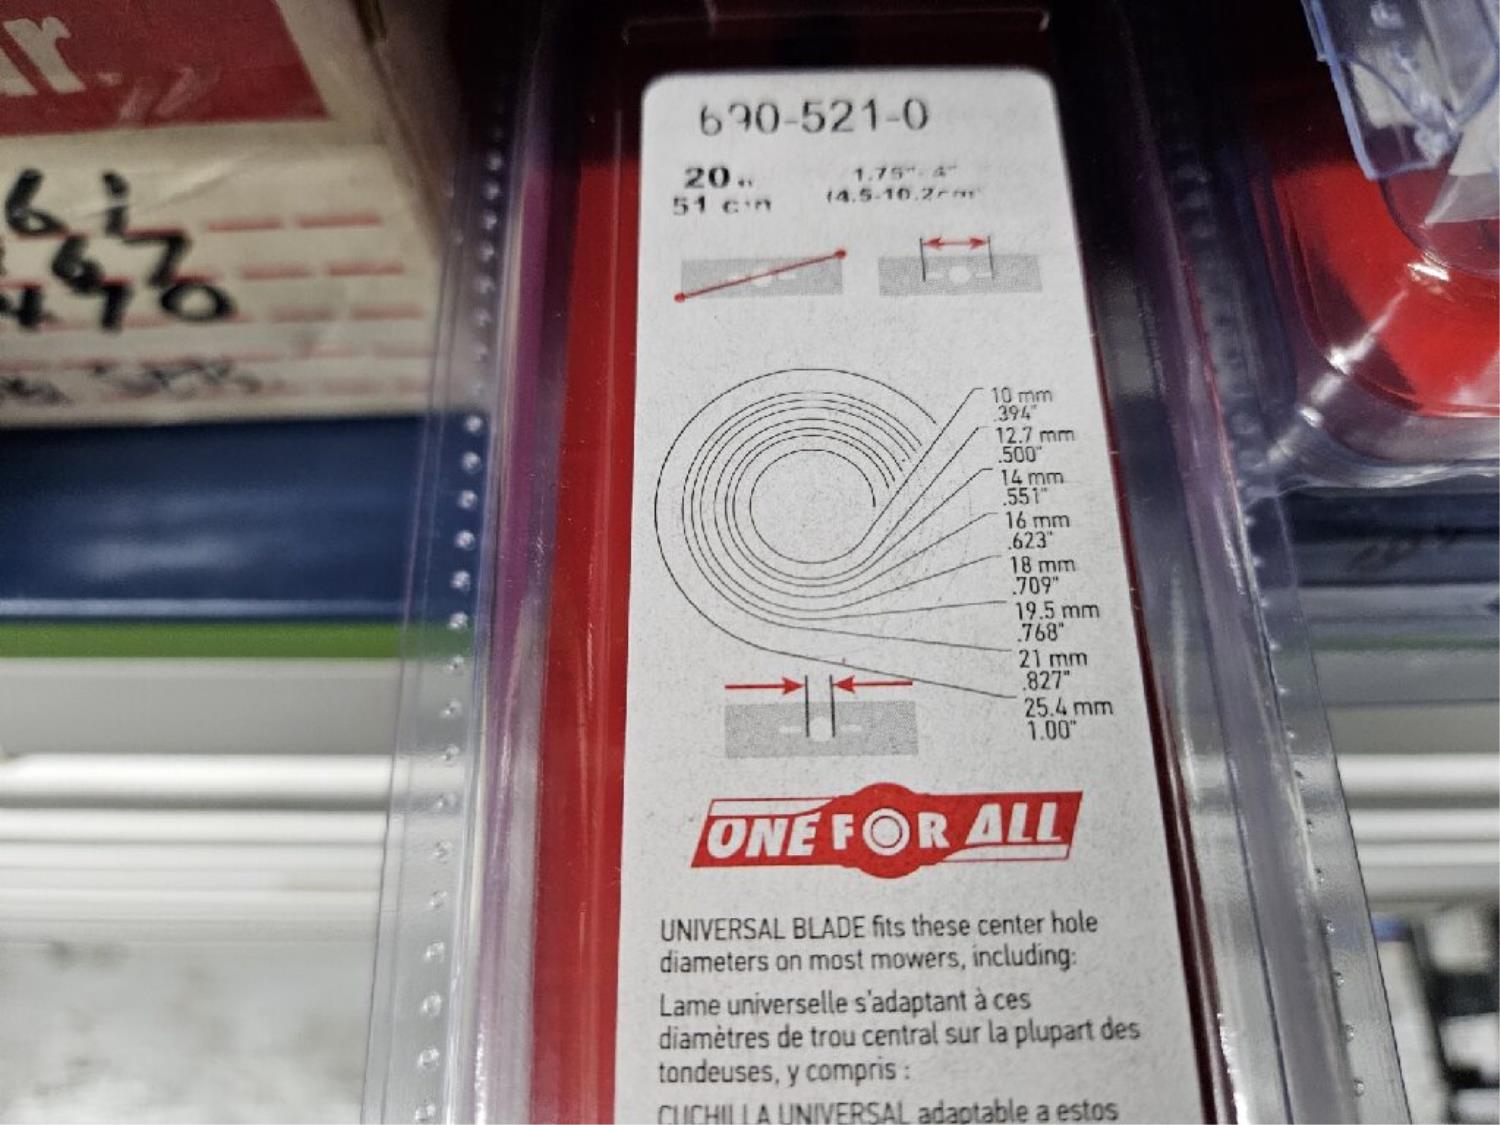 690-521-0
20 in
51 cm
1.75" - 4"
(4.5-10.2cm)
10 mm
.394"
12.7 mm
.500"
14 mm
.551"
16 mm
.623"
18 mm
.709"
19.5 mm
.768"
21 mm
.827"
25.4 mm
1.00"
ONE FOR ALL
UNIVERSAL BLADE fits these center hole
diameters on most mowers, including:
Lame universelle s'adaptant à ces
diamètres de trou central sur la plupart des
tondeuses, y compris :
CUCHILLA UNIVERSAL adaptable a estos